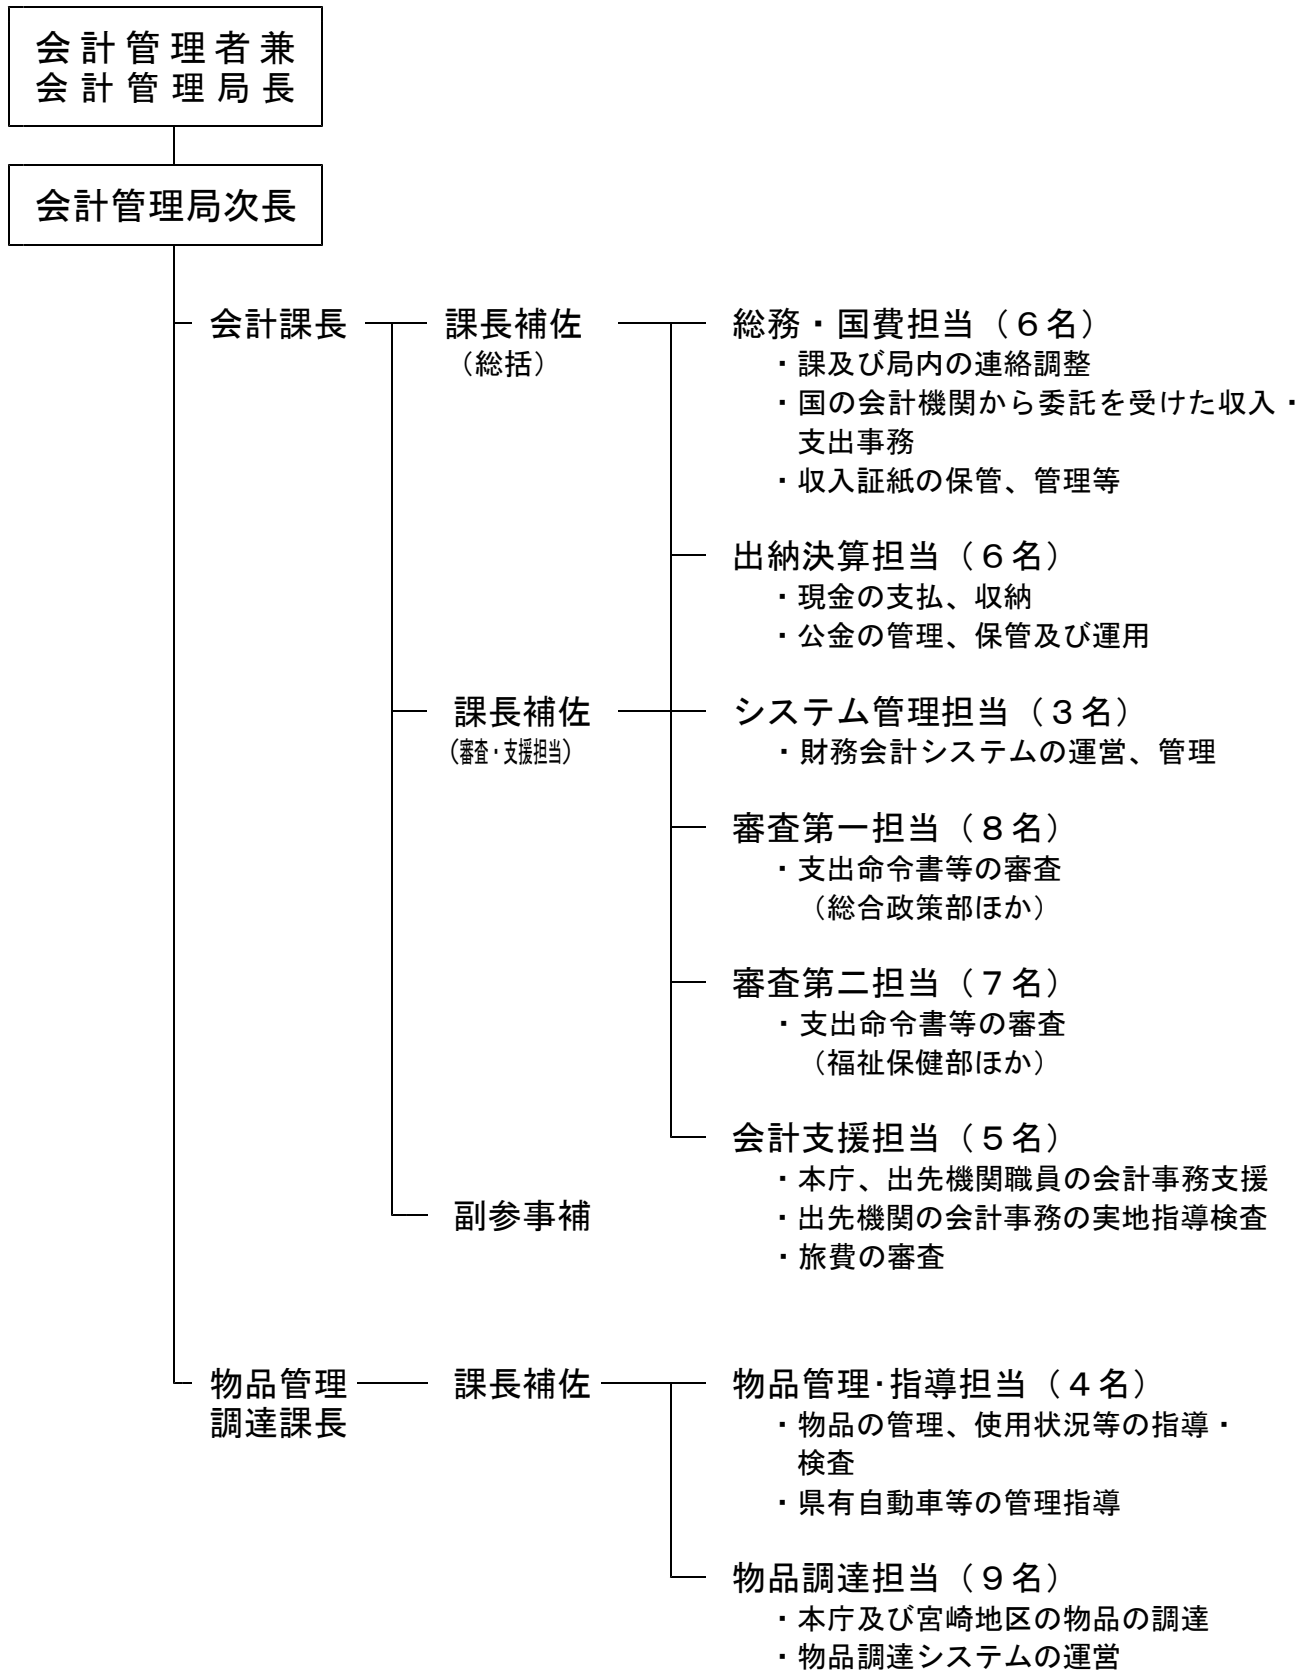 会計管理者兼
会計管理局長
会計管理局次長
会計課長
課長補佐
（総括）
総務・国費担当（６名）
・課及び局内の連絡調整
・国の会計機関から委託を受けた収入・
支出事務
・収入証紙の保管、管理等
出納決算担当（６名）
・現金の支払、収納
・公金の管理、保管及び運用
課長補佐
（審査・支援担当）
システム管理担当（３名）
・財務会計システムの運営、管理
審査第一担当（８名）
・支出命令書等の審査
（総合政策部ほか）
審査第二担当（７名）
・支出命令書等の審査
（福祉保健部ほか）
会計支援担当（５名）
・本庁、出先機関職員の会計事務支援
・出先機関の会計事務の実地指導検査
・旅費の審査
副参事補
物品管理
調達課長
課長補佐
物品管理・指導担当（４名）
・物品の管理、使用状況等の指導・
検査
・県有自動車等の管理指導
物品調達担当（９名）
・本庁及び宮崎地区の物品の調達
・物品調達システムの運営